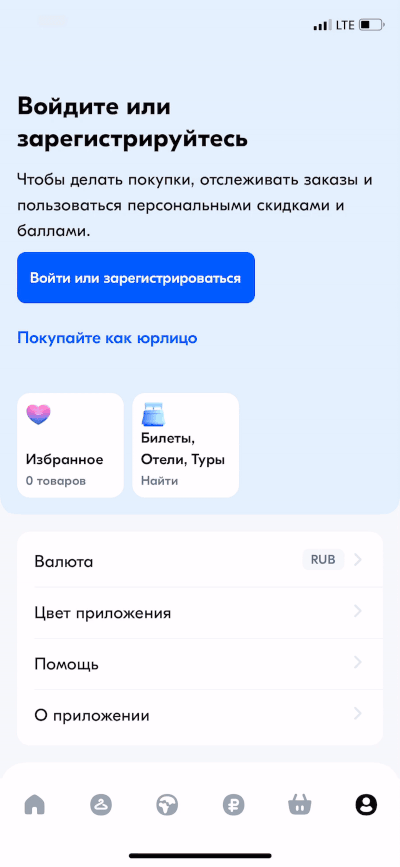 LTE
Войдите или
зарегистрируйтесь
Чтобы делать покупки, отслеживать заказы и
пользоваться персональными скидками и
баллами.
Войти или зарегистрироваться
Покупайте как юрлицо
Избранное
0 товаров
Билеты,
Отели, Туры
Найти
Валюта
RUB
Цвет приложения
Помощь
О приложении